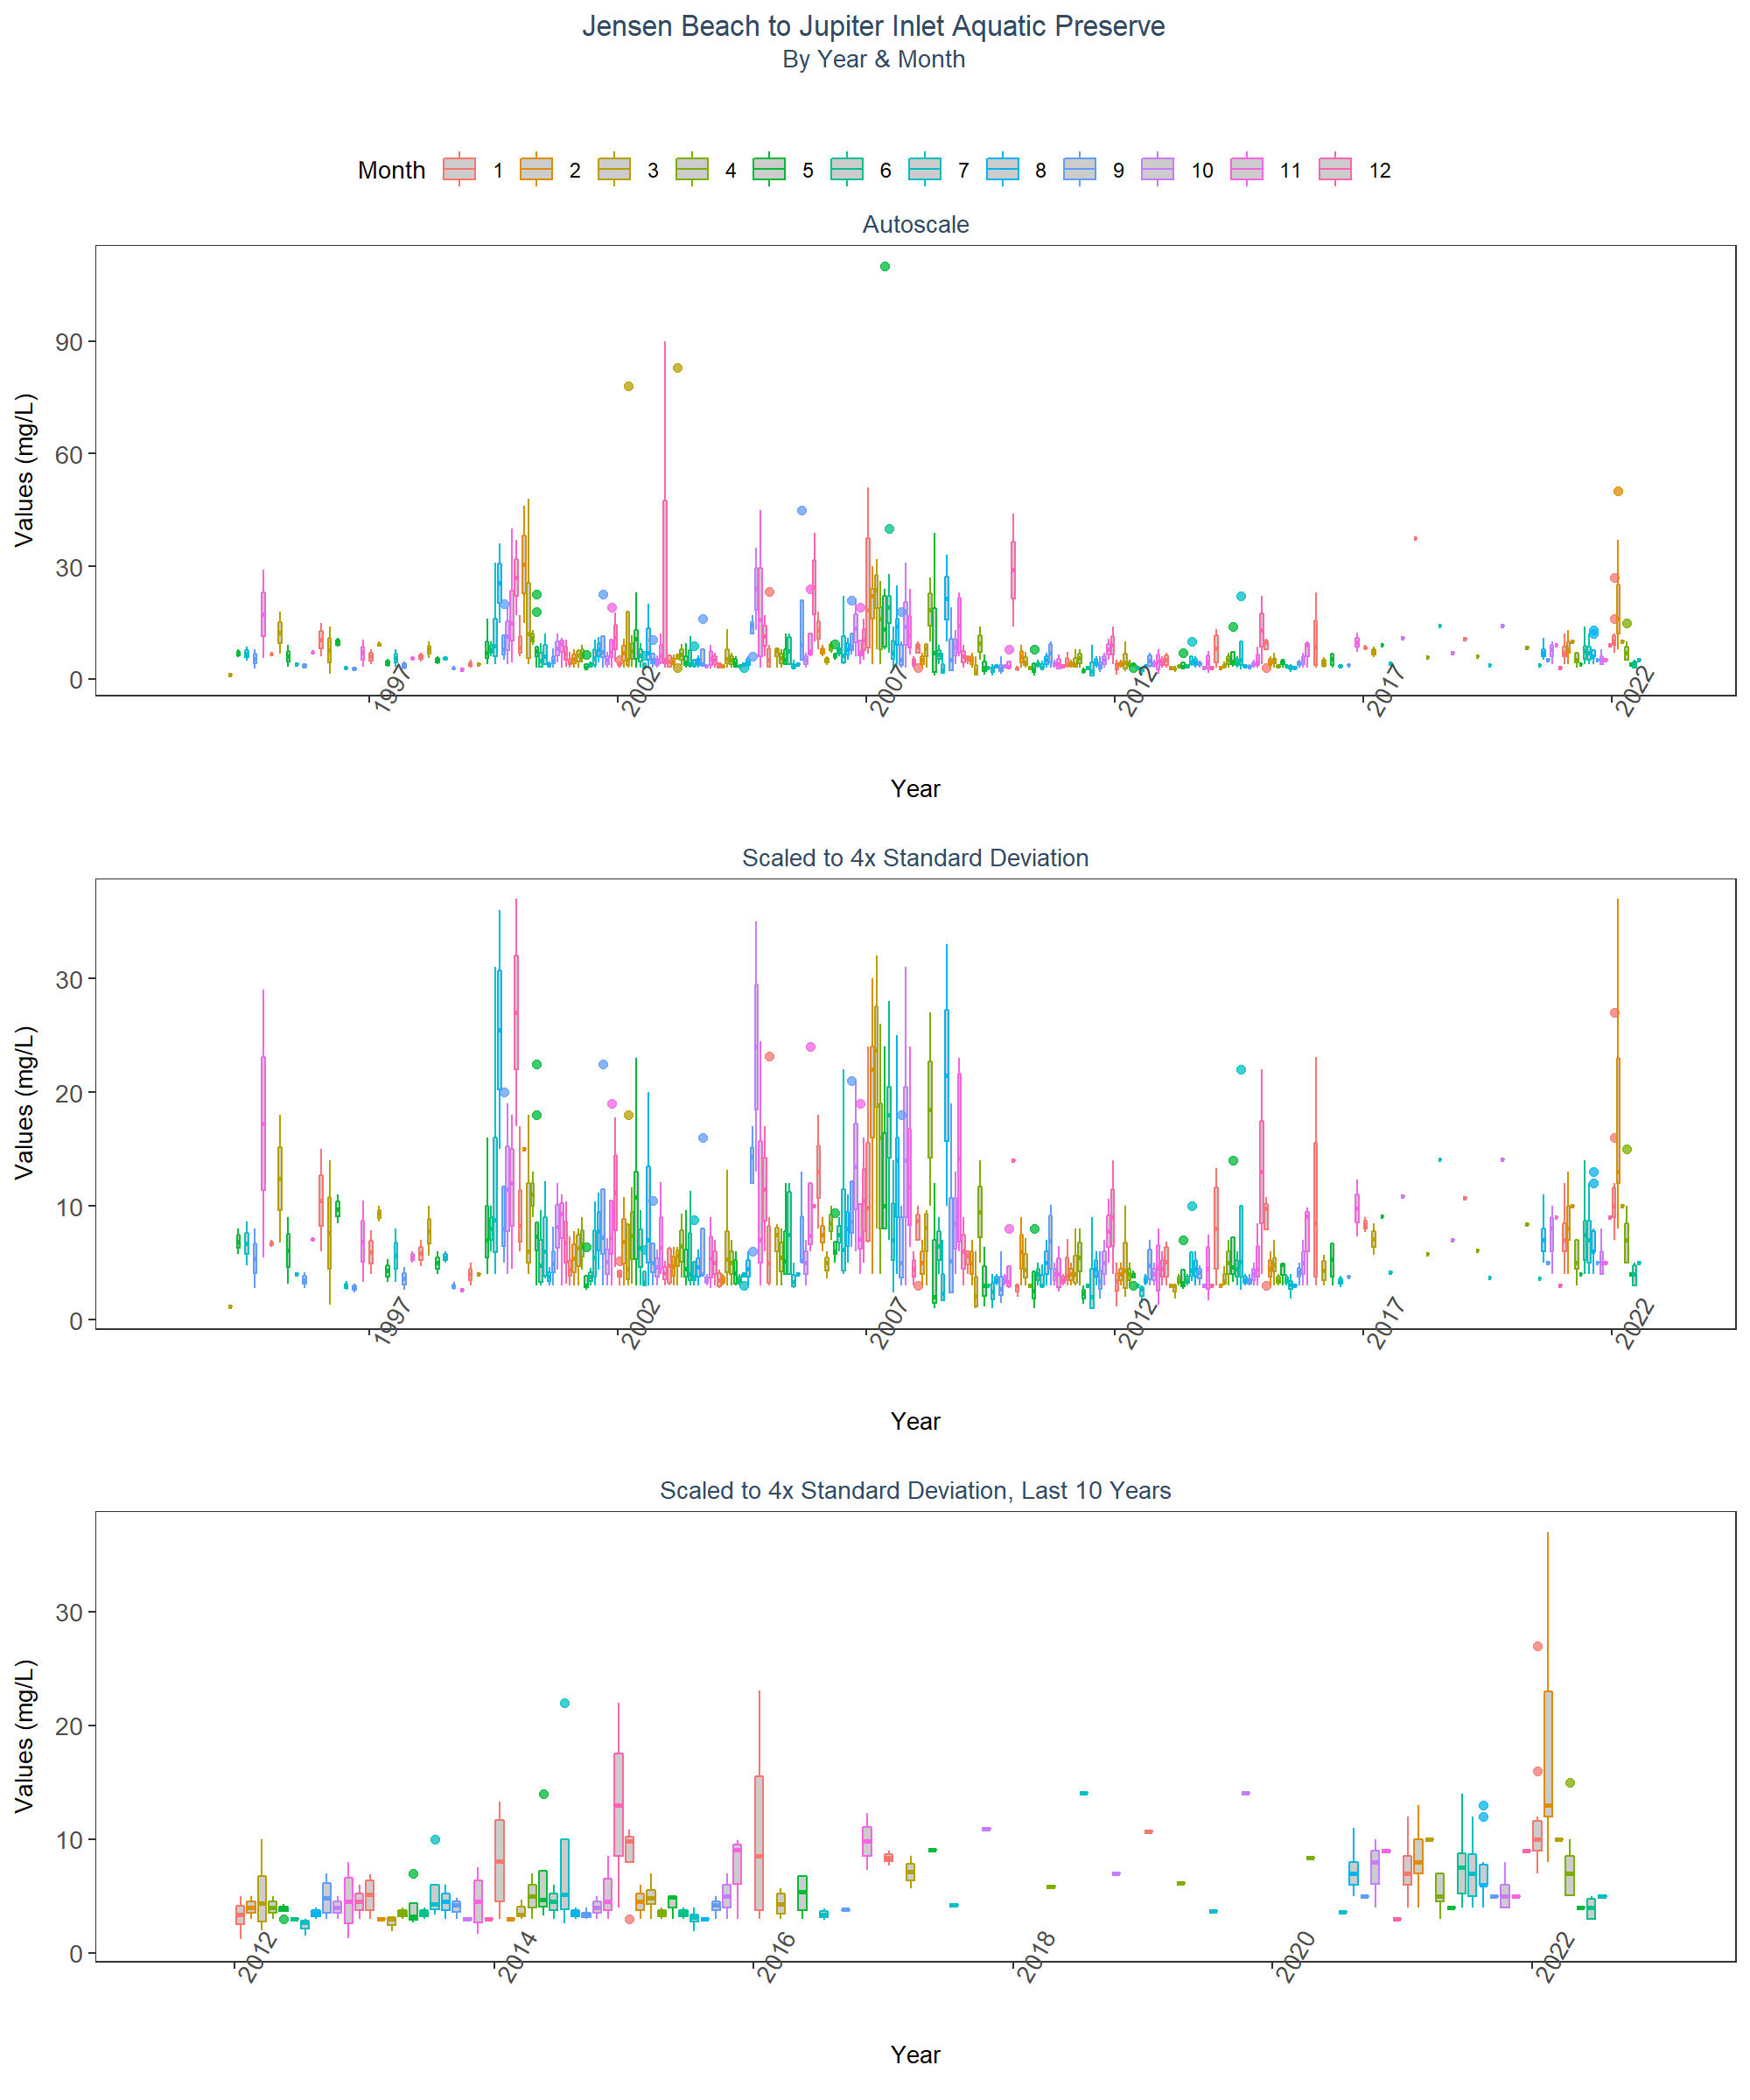 Jensen Beach to Jupiter Inlet Aquatic Preserve
By Year & Month
Month 1 2 3 4 5 6 7 8 9 10 11 12
Autoscale
Values (mg/L)
90
60
30
0
1997 2002 2007 2012 2017 2022
Year
Scaled to 4x Standard Deviation
Values (mg/L)
30
20
10
0
1997 2002 2007 2012 2017 2022
Year
Scaled to 4x Standard Deviation, Last 10 Years
Values (mg/L)
30
20
10
0
2012 2014 2016 2018 2020 2022
Year